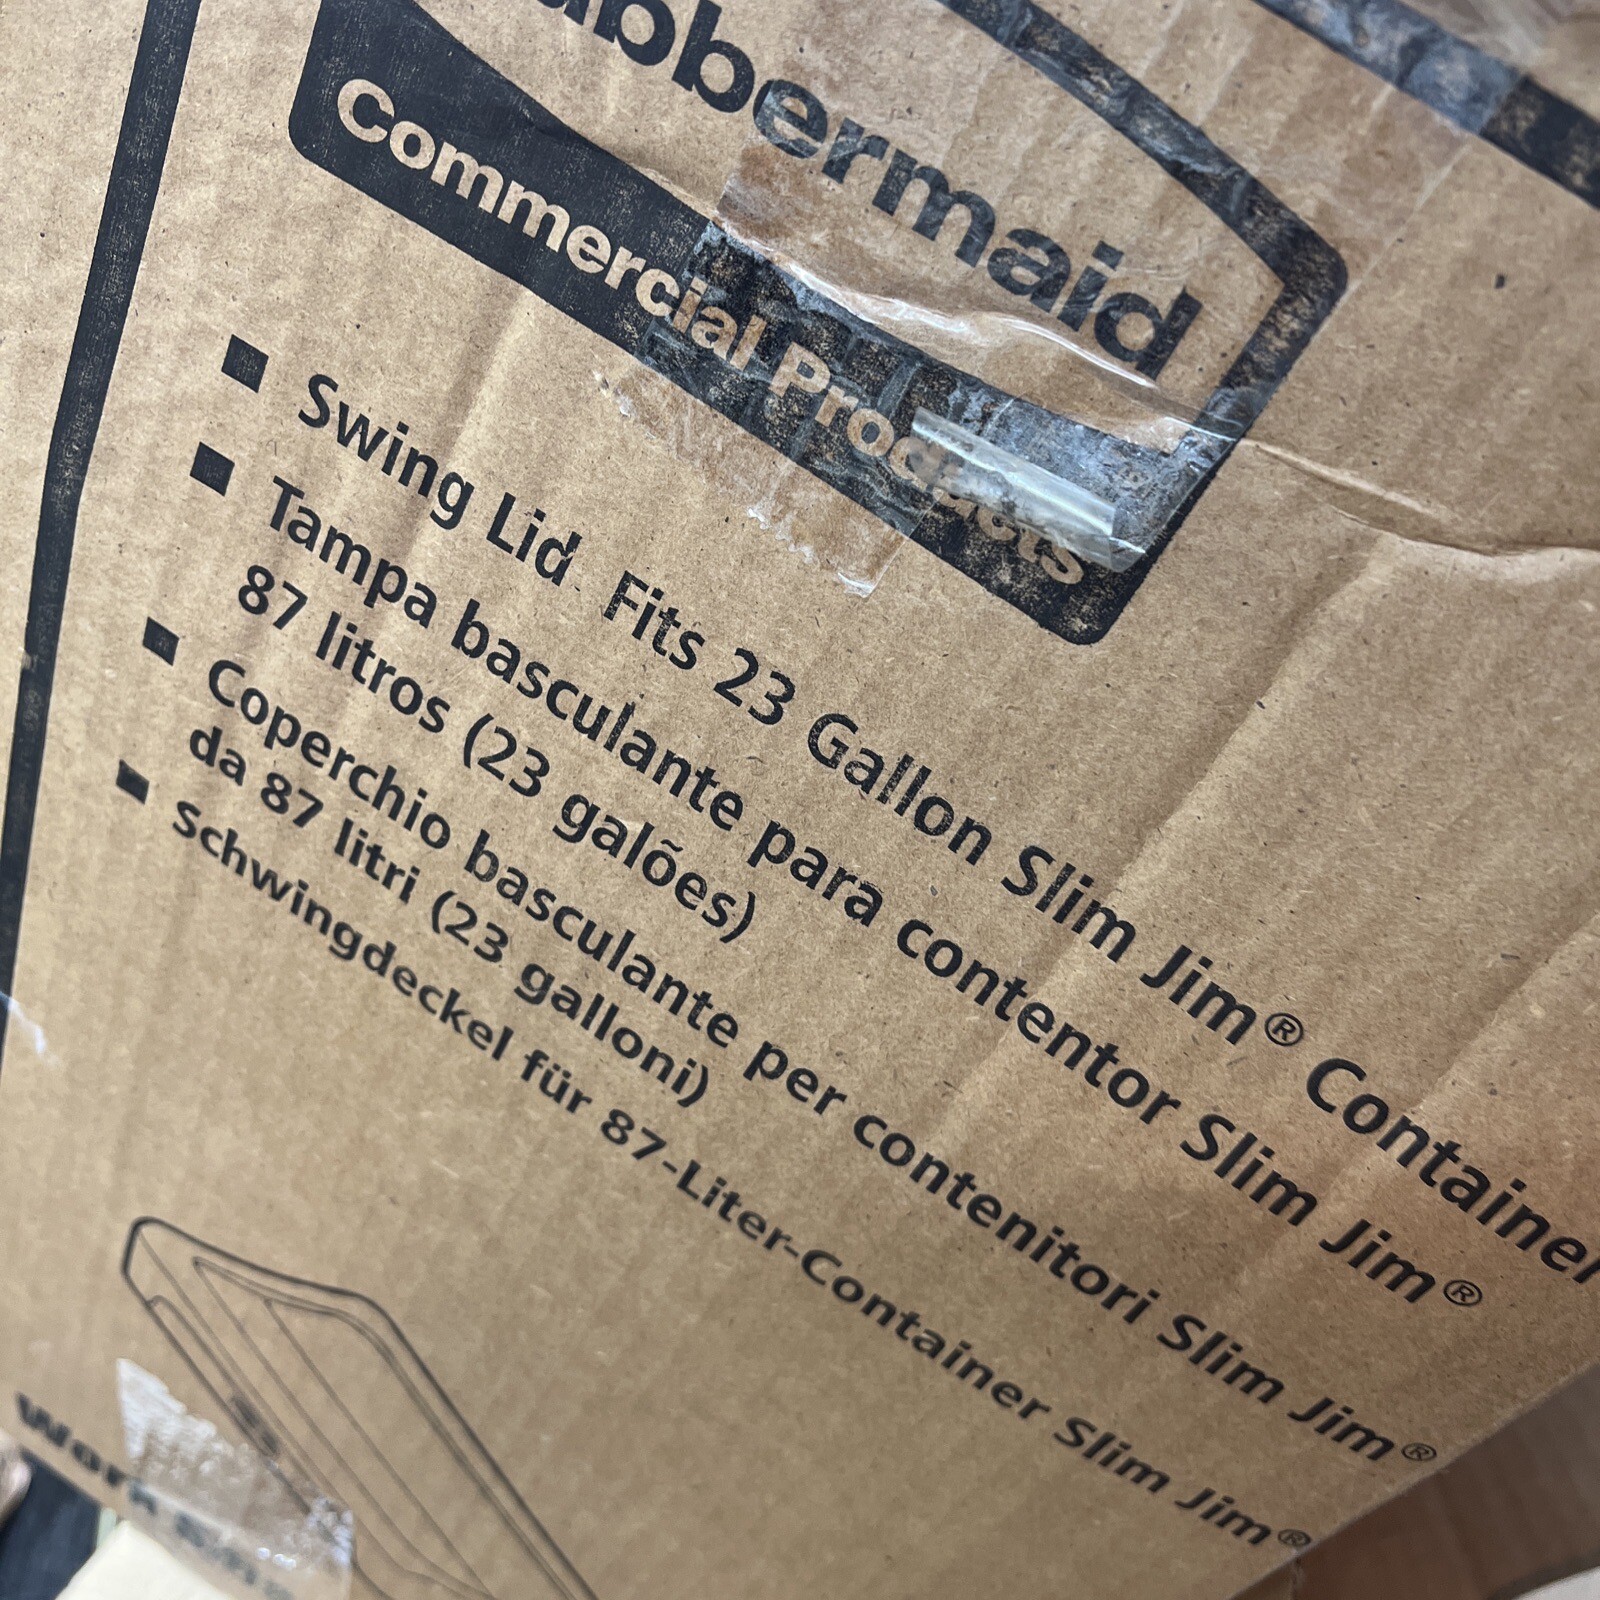 Rubbermaid
Commercial Products
Swing Lid Fits 23 Gallon Slim Jim® Container
Tampa basculante para contentor Slim Jim®
87 litros (23 galões)
Coperchio basculante per contenitori Slim Jim®
da 87 litri (23 galloni)
Schwingdeckel für 87-Liter-Container Slim Jim®